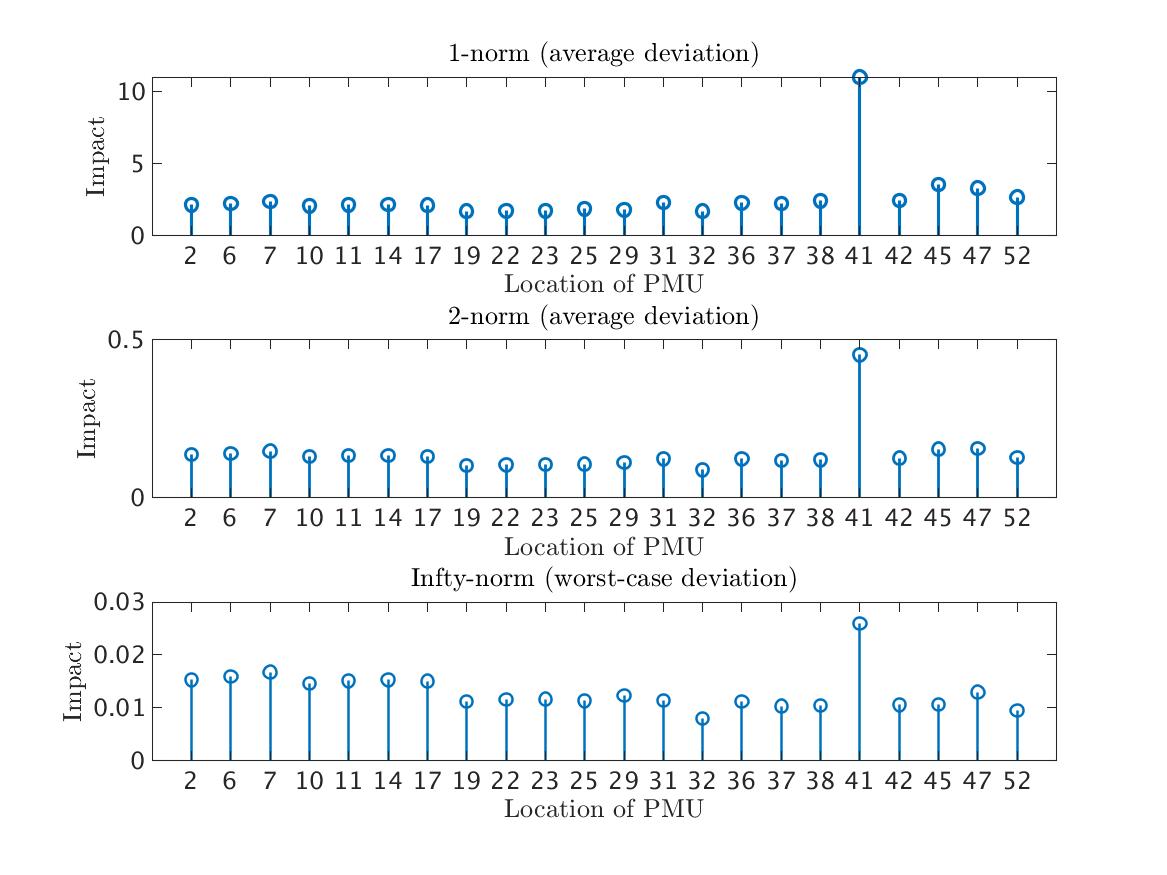 1-norm (average deviation)
10
5
0
Impact
2 6 7 10 11 14 17 19 22 23 25 29 31 32 36 37 38 41 42 45 47 52
Location of PMU
2-norm (average deviation)
0.5
0
Impact
2 6 7 10 11 14 17 19 22 23 25 29 31 32 36 37 38 41 42 45 47 52
Location of PMU
Infty-norm (worst-case deviation)
0.03
0.02
0.01
0
Impact
2 6 7 10 11 14 17 19 22 23 25 29 31 32 36 37 38 41 42 45 47 52
Location of PMU